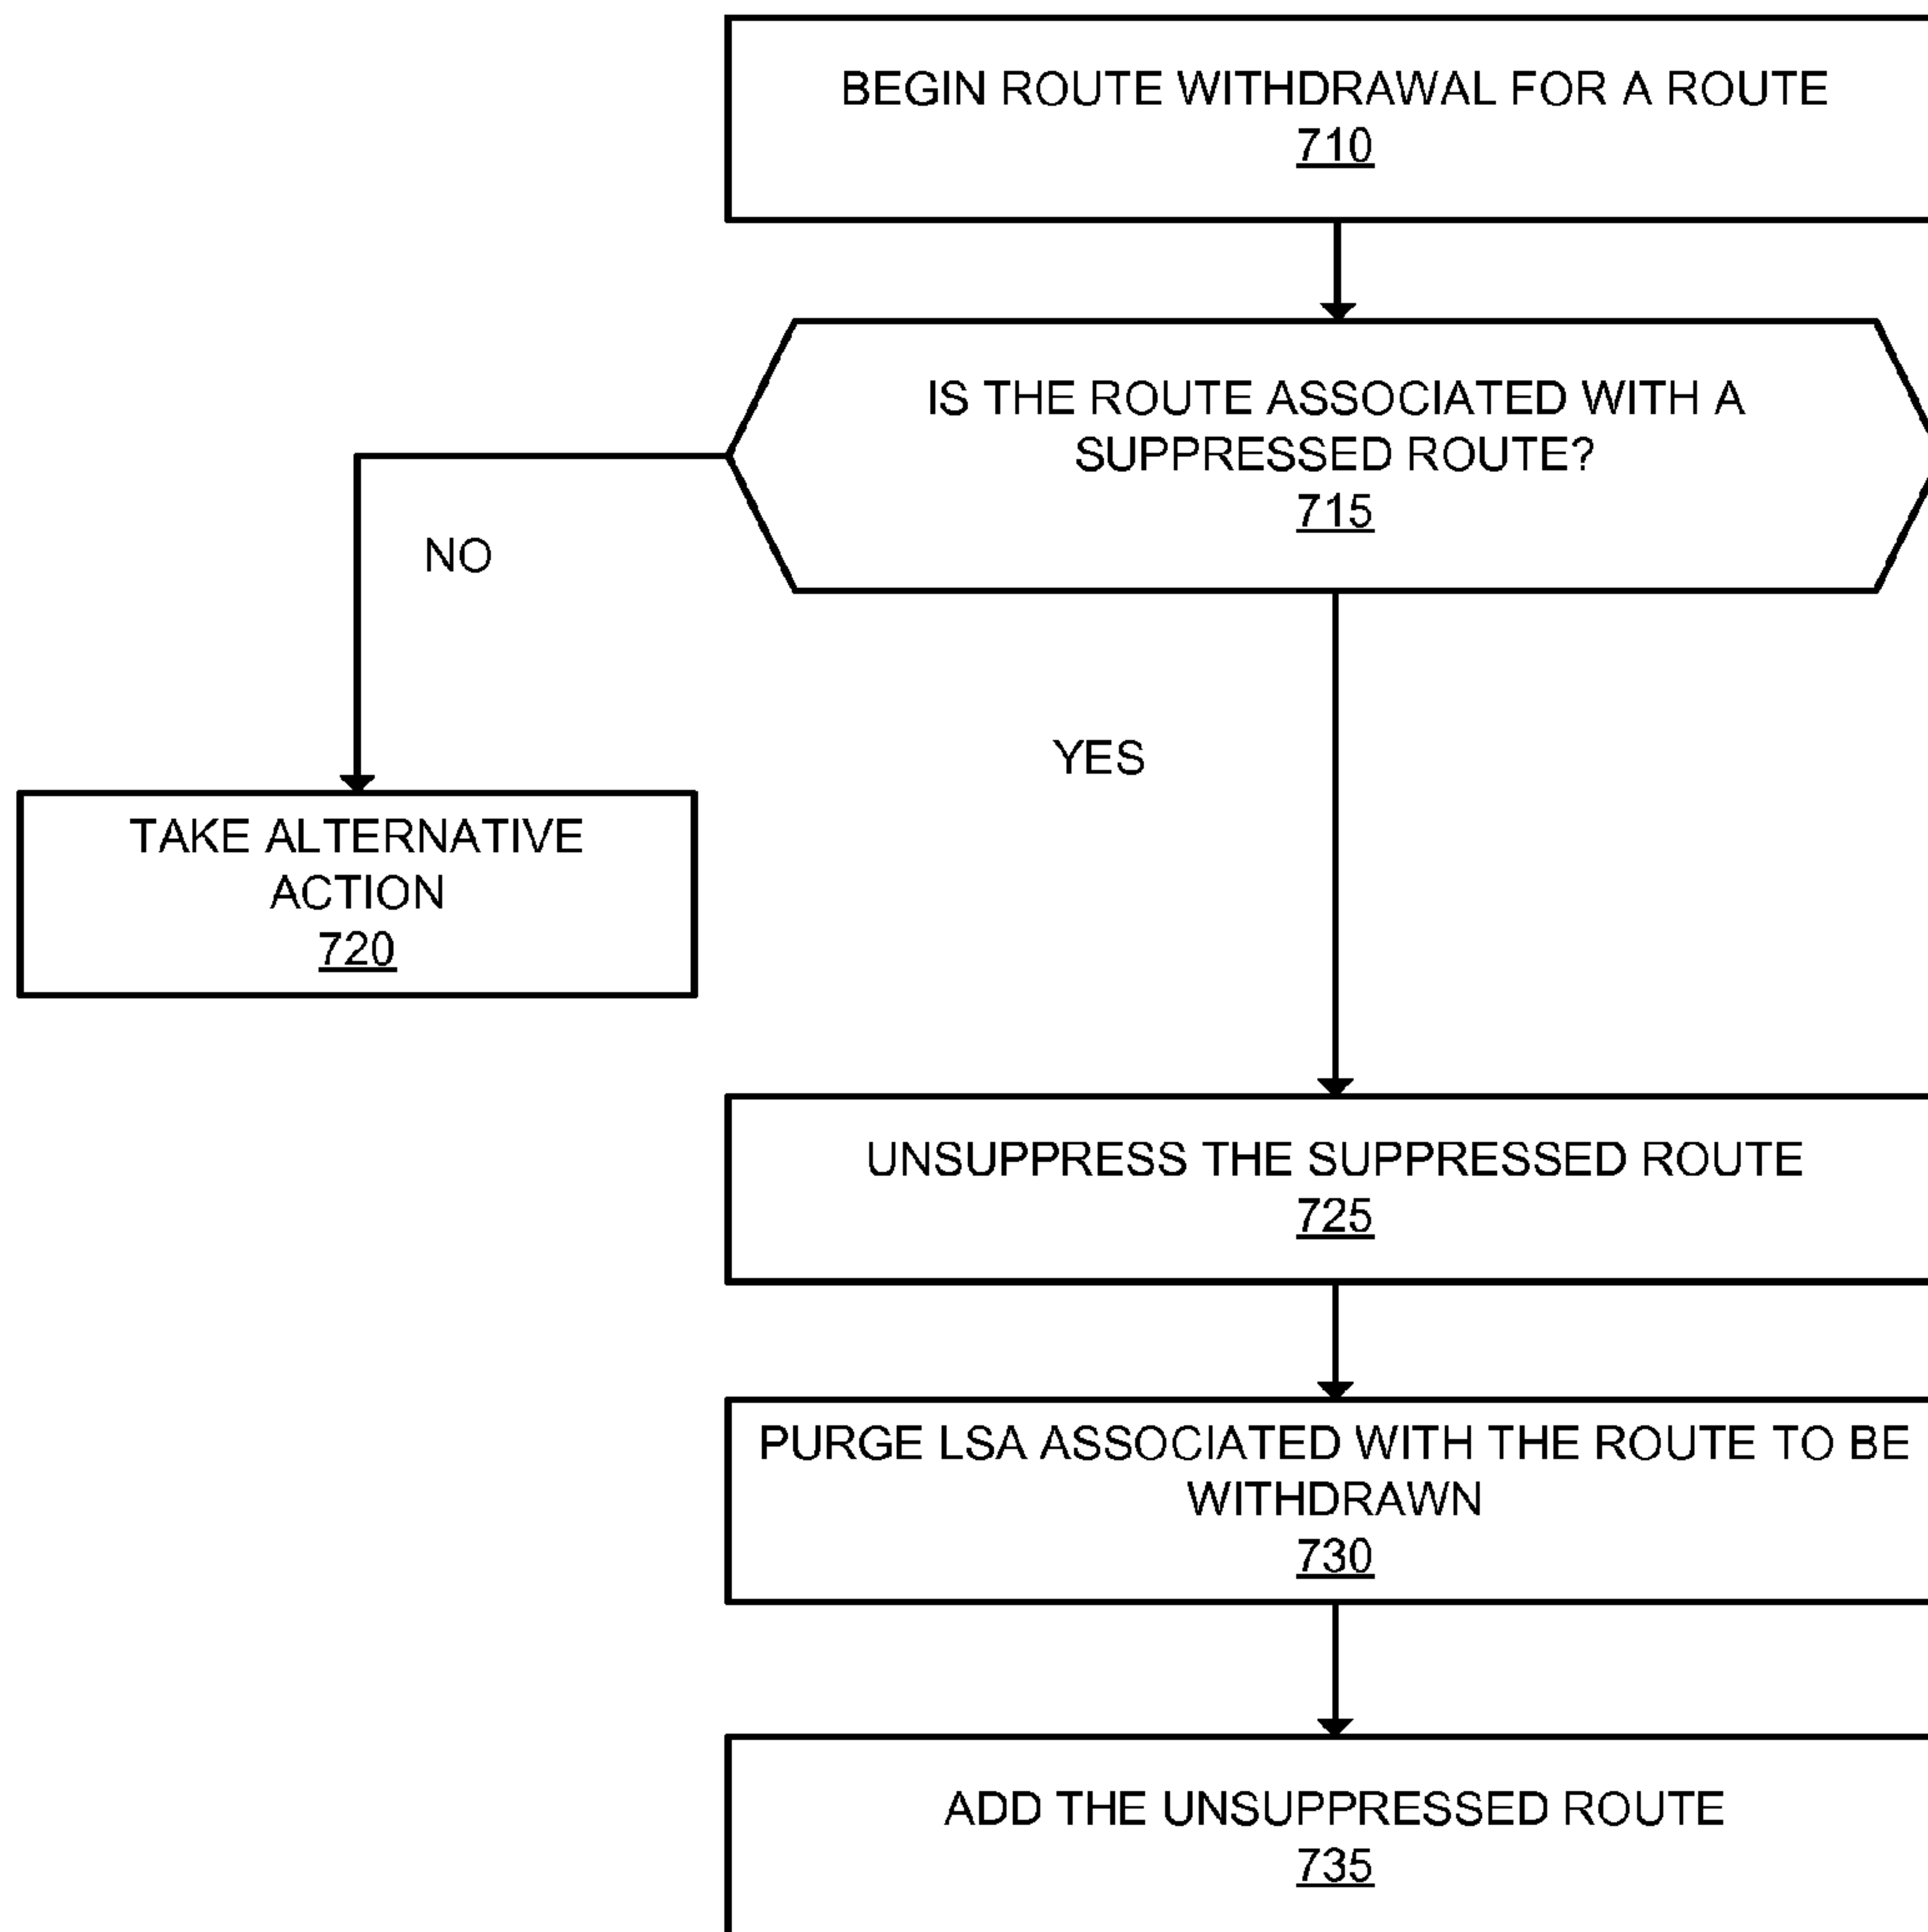 BEGIN ROUTE WITHDRAWAL FOR A ROUTE
710
IS THE ROUTE ASSOCIATED WITH A
SUPPRESSED ROUTE?
715
NO
YES
TAKE ALTERNATIVE
ACTION
720
UNSUPPRESS THE SUPPRESSED ROUTE
725
PURGE LSA ASSOCIATED WITH THE ROUTE TO BE
WITHDRAWN
730
ADD THE UNSUPPRESSED ROUTE
735